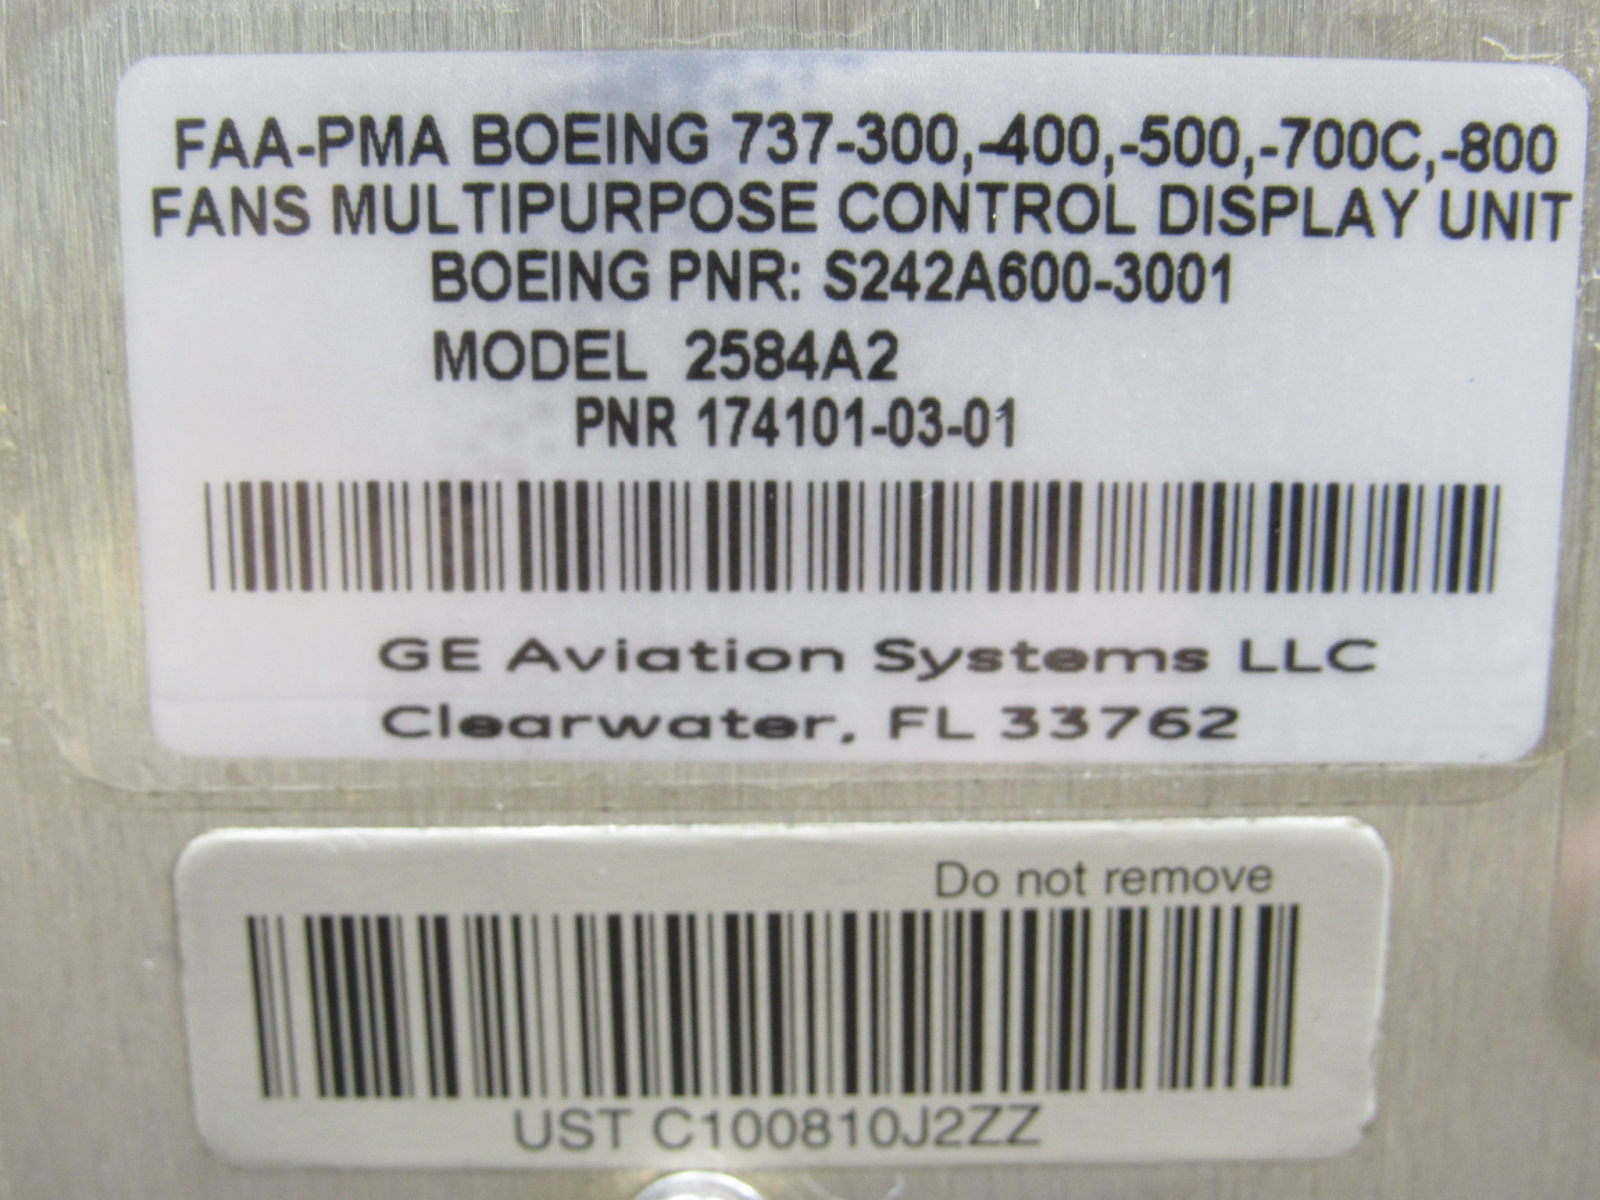 FAA-PMA BOEING 737-300,-400,-500,-700C,-800
FANS MULTIPURPOSE CONTROL DISPLAY UNIT
BOEING PNR: S242A600-3001
MODEL 2584A2
PNR 174101-03-01
GE Aviation Systems LLC
Clearwater, FL 33762
Do not remove
UST C100810J2ZZ